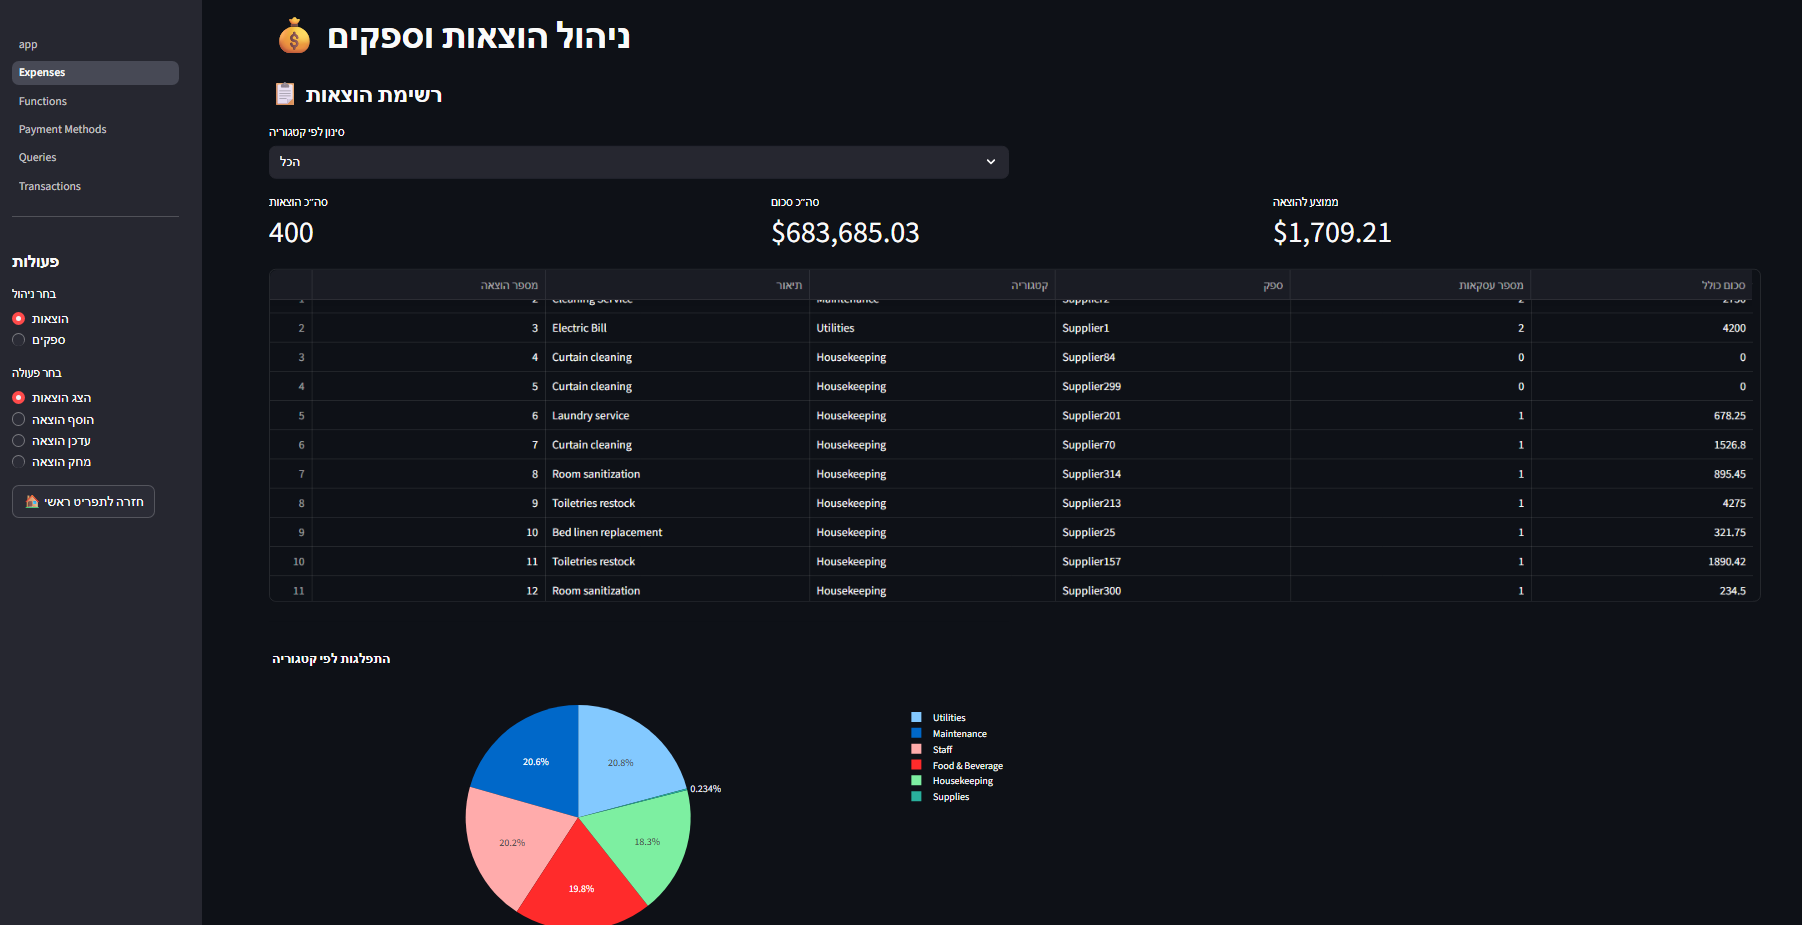 app
Expenses
Functions
Payment Methods
Queries
Transactions
פעולות
בחר ניהול
הוצאות
ספקים
בחר פעולה
הצג הוצאות
הוסף הוצאה
עדכן הוצאה
מחק הוצאה
חזרה לתפריט ראשי
ניהול הוצאות וספקים
רשימת הוצאות
סינון לפי קטגוריה
הכל
סה"כ הוצאות
400
סה"כ סכום
$683,685.03
ממוצע להוצאה
$1,709.21
מספר הוצאה תיאור קטגוריה ספק מספר עסקאות סכום כולל
1 2 Cleaning Service Maintenance Supplier2 2 2750
2 3 Electric Bill Utilities Supplier1 2 4200
3 4 Curtain cleaning Housekeeping Supplier84 0 0
4 5 Curtain cleaning Housekeeping Supplier299 0 0
5 6 Laundry service Housekeeping Supplier201 1 678.25
6 7 Curtain cleaning Housekeeping Supplier70 1 1526.8
7 8 Room sanitization Housekeeping Supplier314 1 895.45
8 9 Toiletries restock Housekeeping Supplier213 1 4275
9 10 Bed linen replacement Housekeeping Supplier25 1 321.75
10 11 Toiletries restock Housekeeping Supplier157 1 1890.42
11 12 Room sanitization Housekeeping Supplier300 1 234.5
התפלגות לפי קטגוריה
20.6%
20.8%
0.234%
20.2%
18.3%
19.8%
Utilities
Maintenance
Staff
Food & Beverage
Housekeeping
Supplies